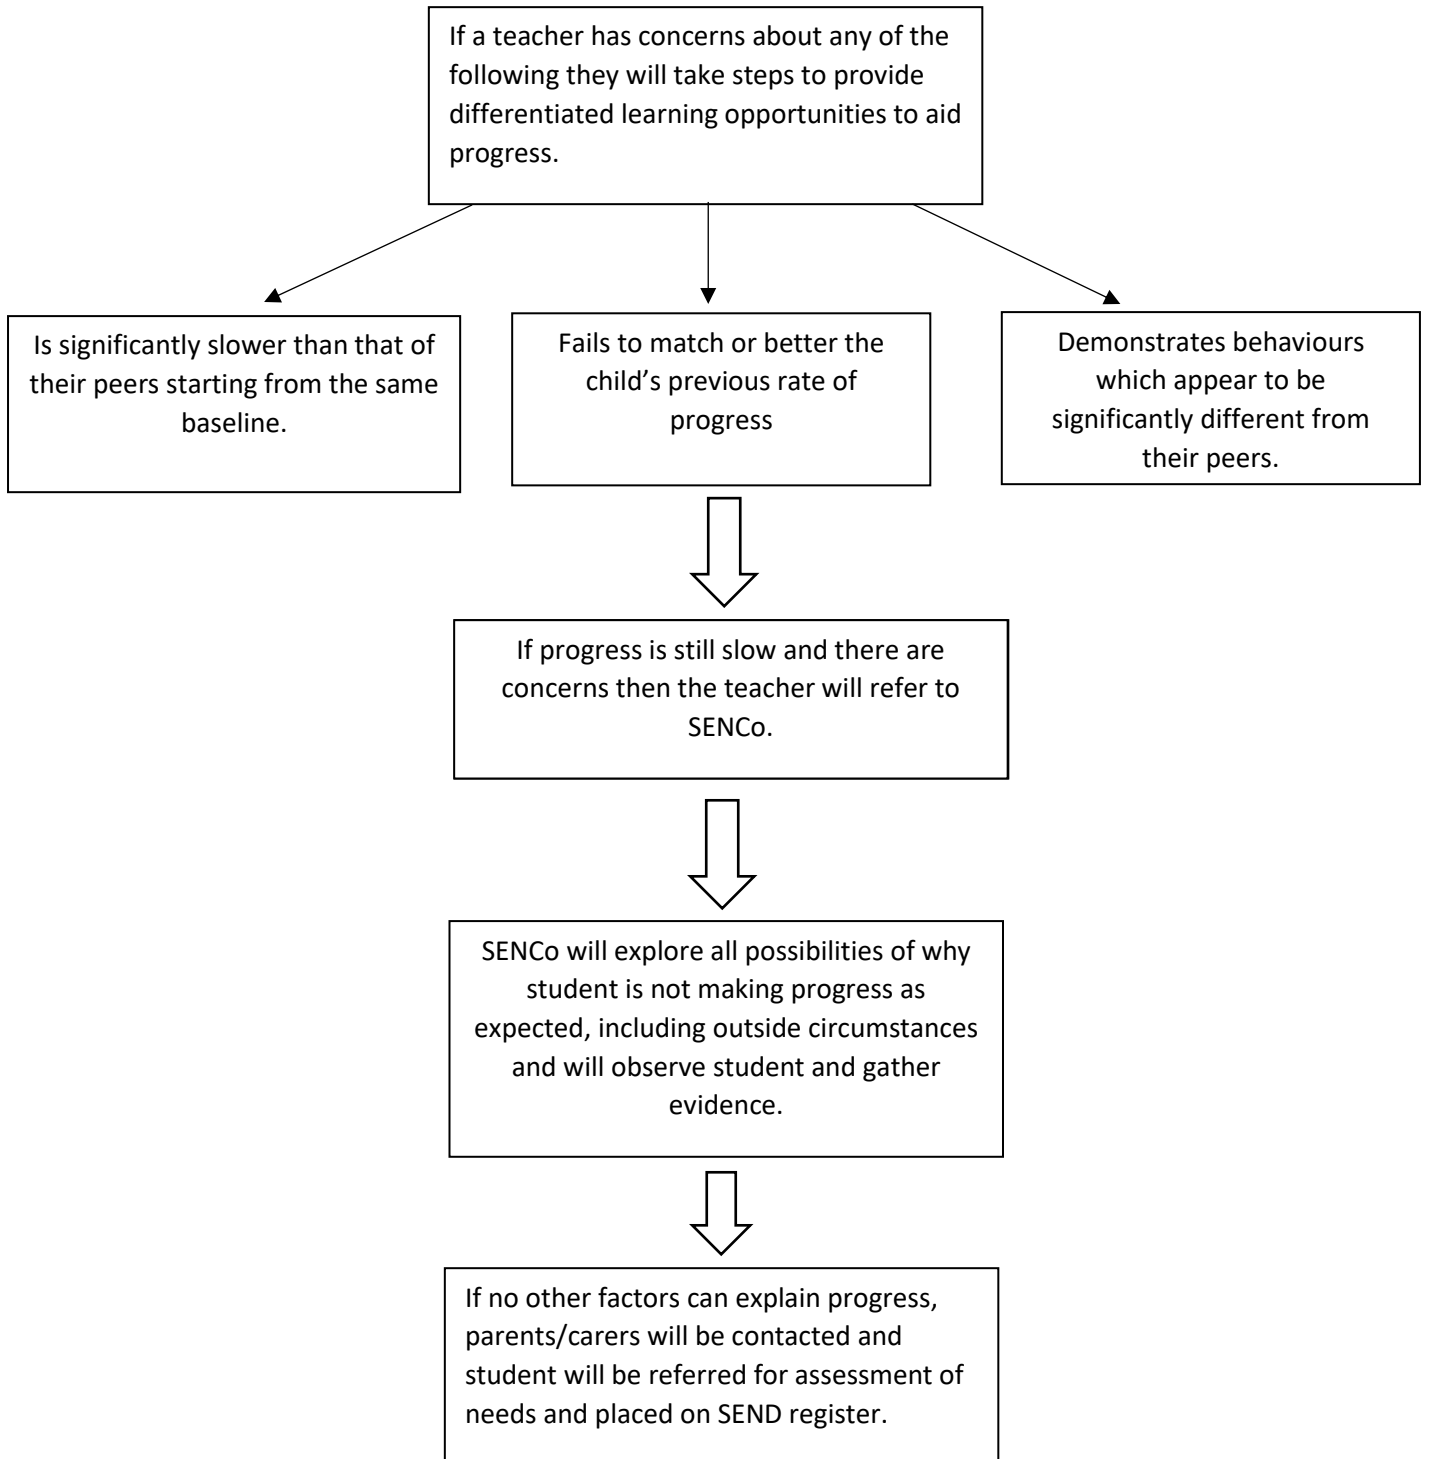 If a teacher has concerns about any of the
following they will take steps to provide
differentiated learning opportunities to aid
progress.
Is significantly slower than that of
their peers starting from the same
baseline.
Fails to match or better the
child’s previous rate of
progress
Demonstrates behaviours
which appear to be
significantly different from
their peers.
If progress is still slow and there are
concerns then the teacher will refer to
SENCo.
SENCo will explore all possibilities of why
student is not making progress as
expected, including outside circumstances
and will observe student and gather
evidence.
If no other factors can explain progress,
parents/carers will be contacted and
student will be referred for assessment of
needs and placed on SEND register.